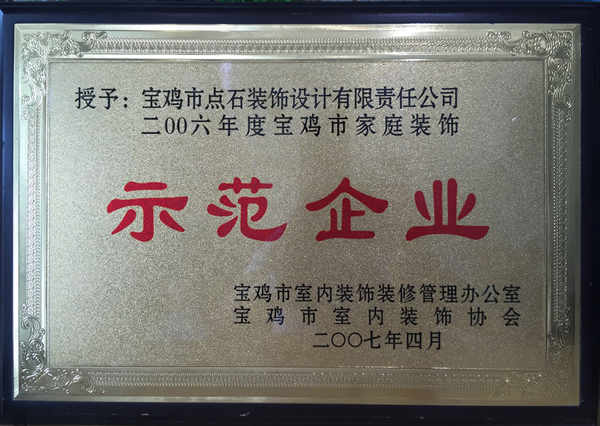 授予：宝鸡市点石装饰设计有限责任公司
二00六年度宝鸡市家庭装饰
示范企业
宝鸡市室内装饰装修管理办公室
宝鸡市室内装饰协会
二〇〇七年四月